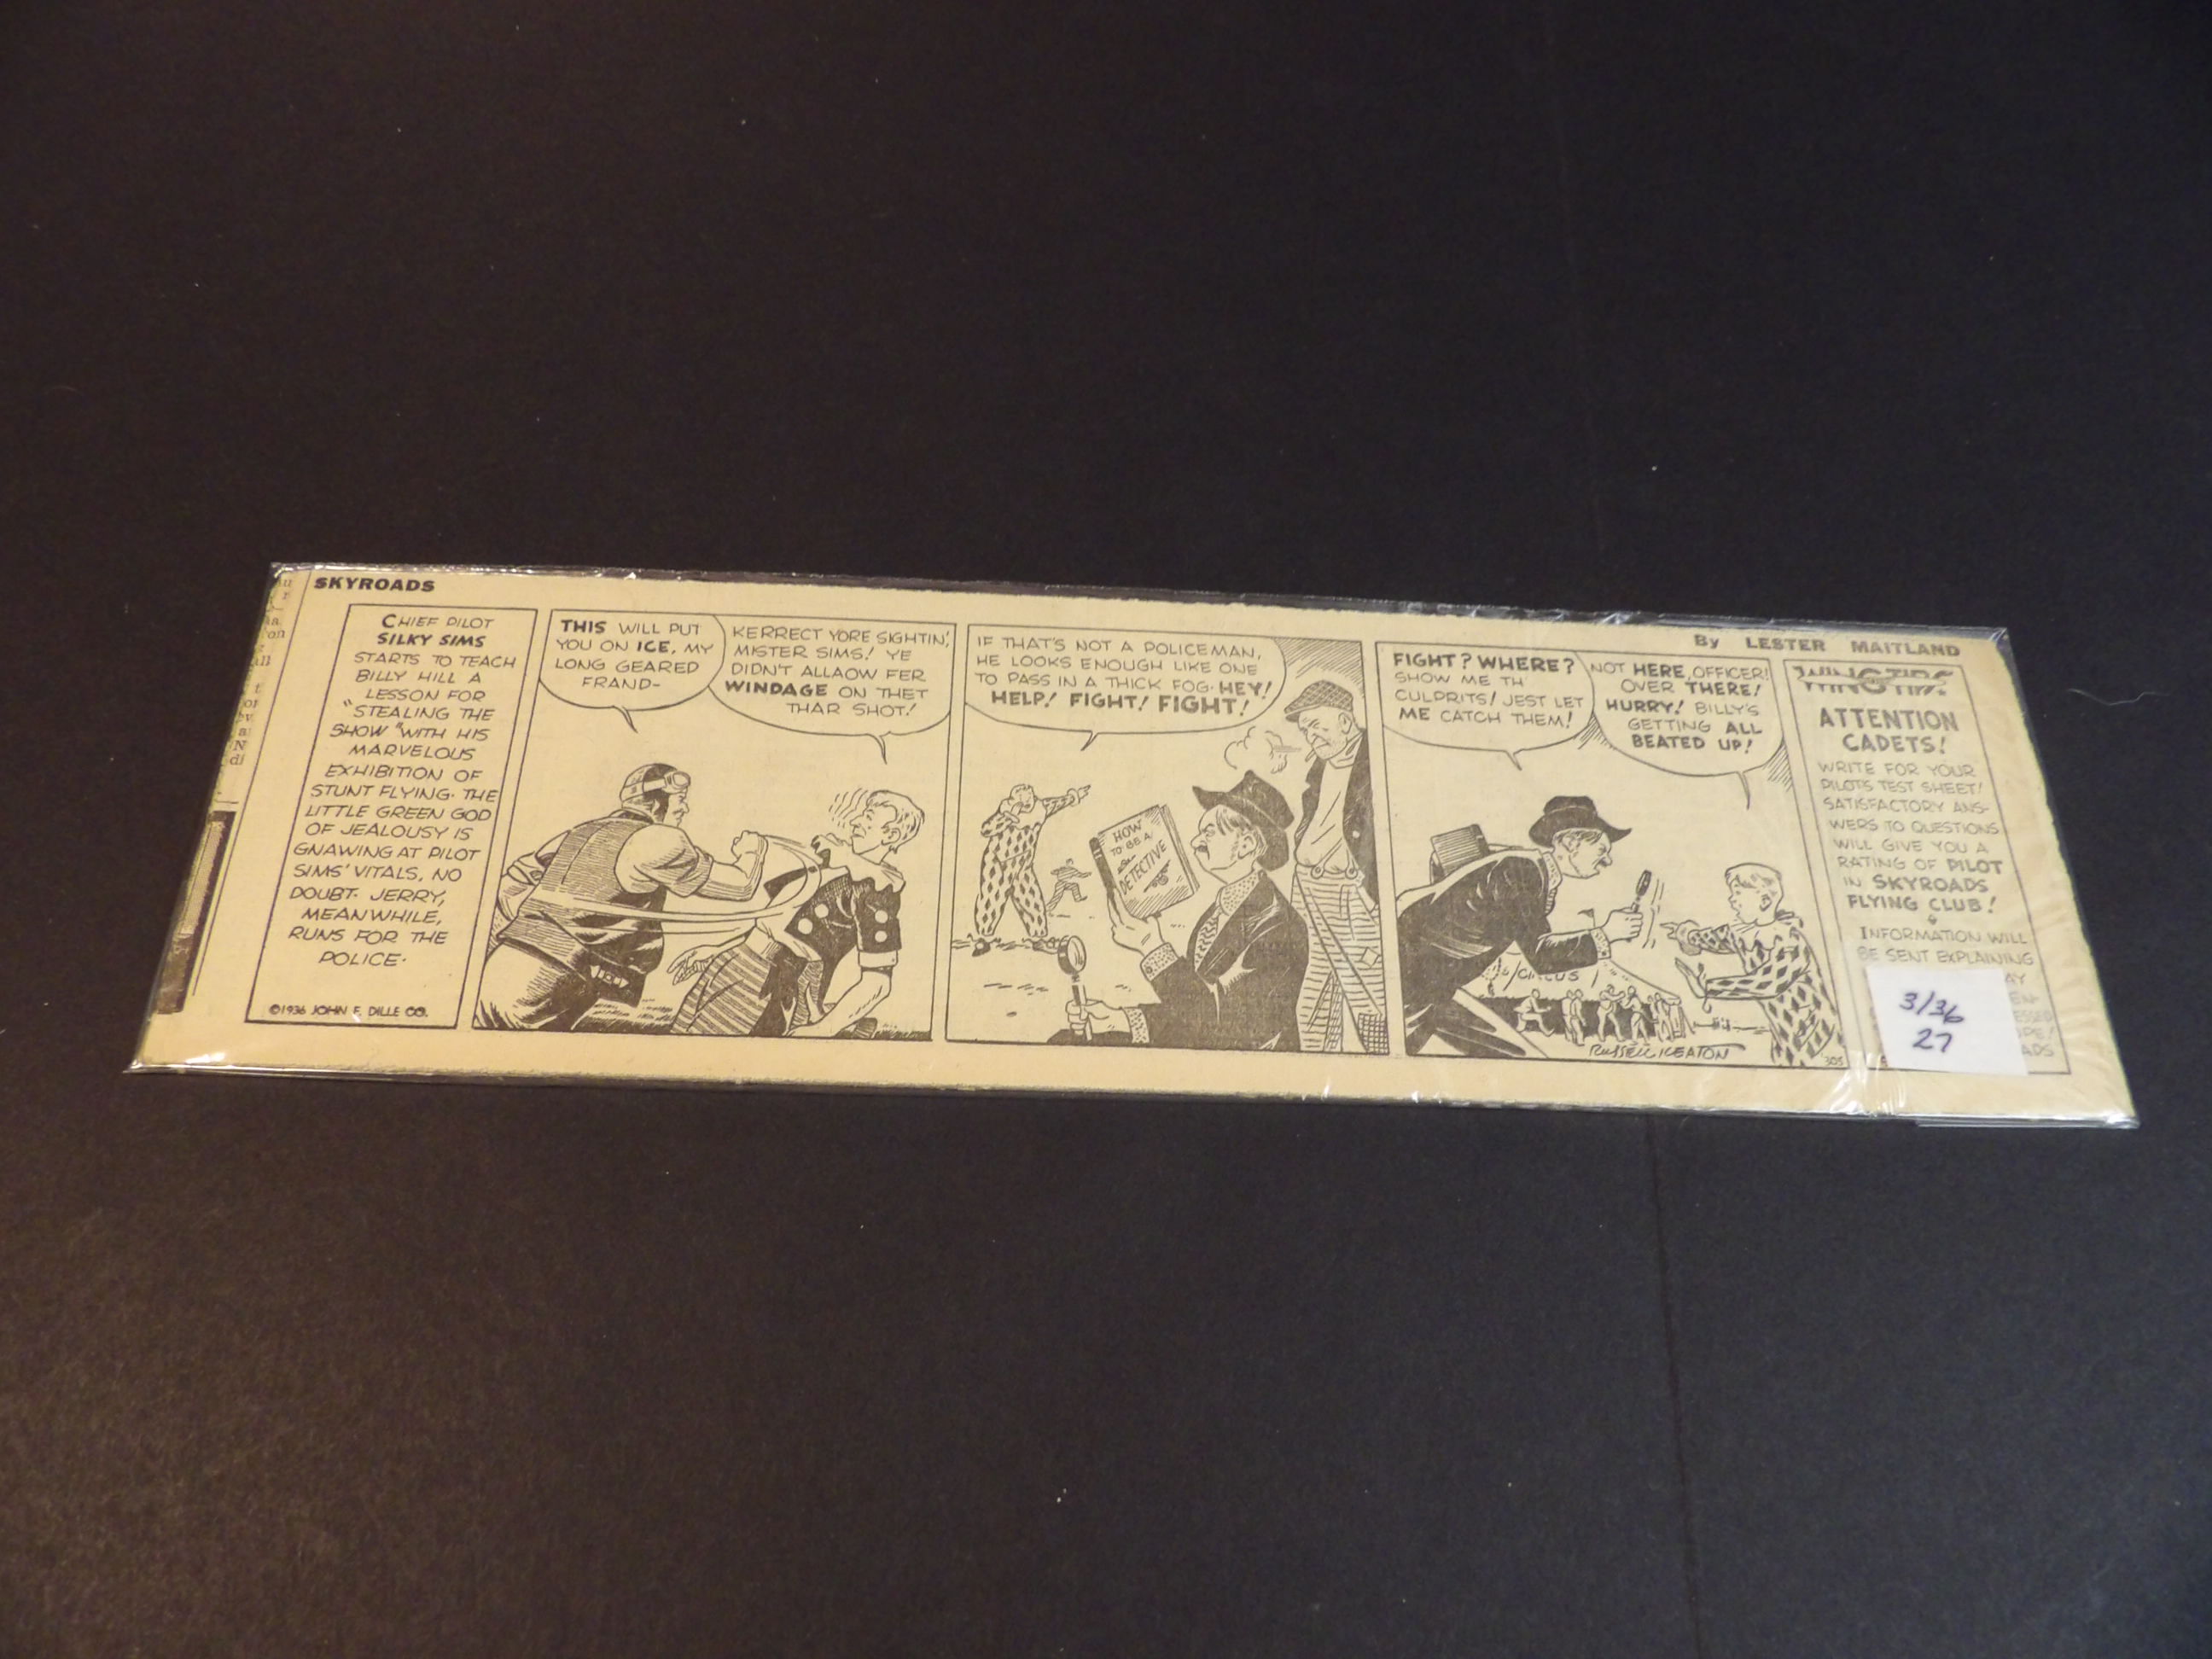 SKYROADS
By LESTER MAITLAND
CHIEF PILOT
SILKY SIMS
STARTS TO TEACH
BILLY HILL A
LESSON FOR
"STEALING THE
SHOW" WITH HIS
MARVELOUS
EXHIBITION OF
STUNT FLYING. THE
LITTLE GREEN GOD
OF JEALOUSY IS
GNAWING AT PILOT
SIMS' VITALS, NO
DOUBT. JERRY,
MEANWHILE,
RUNS FOR THE
POLICE.
©1936 JOHN F. DILLE CO.
THIS WILL PUT
YOU ON ICE, MY
LONG GEARED
FRAND-
KERRECT YORE SIGHTIN',
MISTER SIMS! YE
DIDN'T ALLAOW FER
WINDAGE ON THET
THAR SHOT!
IF THAT'S NOT A POLICEMAN,
HE LOOKS ENOUGH LIKE ONE
TO PASS IN A THICK FOG. HEY!
HELP! FIGHT! FIGHT!
HOW
TO BE A
DETECTIVE
FIGHT? WHERE?
SHOW ME TH'
CULPRITS! JEST LET
ME CATCH THEM!
NOT HERE, OFFICER!
OVER THERE!
HURRY! BILLY'S
GETTING ALL
BEATED UP!
CIRCUS
RUSSELL KEATON
305
WING TIPS
ATTENTION
CADETS!
WRITE FOR YOUR
PILOT'S TEST SHEET!
SATISFACTORY ANS-
WERS TO QUESTIONS
WILL GIVE YOU A
RATING OF PILOT
IN SKYROADS
FLYING CLUB!
INFORMATION WILL
BE SENT EXPLAINING
3/36
27